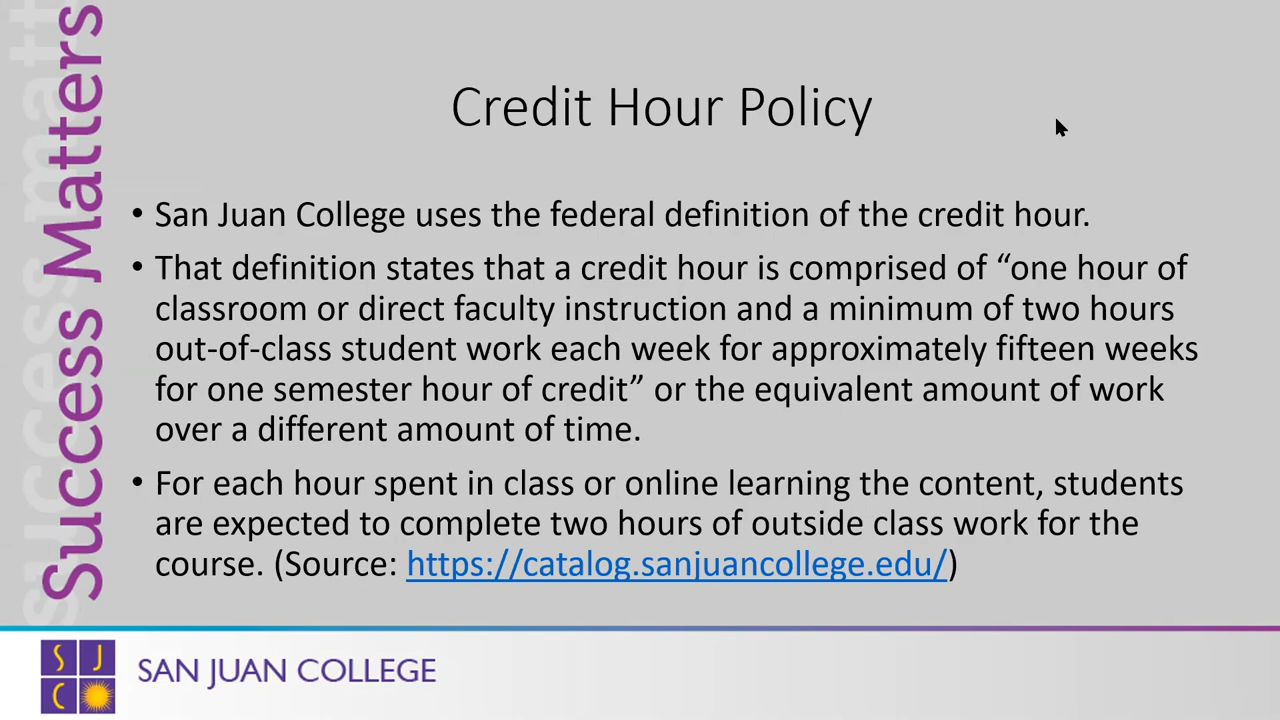 Success Matters
success matt
Credit Hour Policy
• San Juan College uses the federal definition of the credit hour.
• That definition states that a credit hour is comprised of “one hour of
classroom or direct faculty instruction and a minimum of two hours
out-of-class student work each week for approximately fifteen weeks
for one semester hour of credit” or the equivalent amount of work
over a different amount of time.
• For each hour spent in class or online learning the content, students
are expected to complete two hours of outside class work for the
course. (Source: https://catalog.sanjuancollege.edu/)
SJC
SAN JUAN COLLEGE